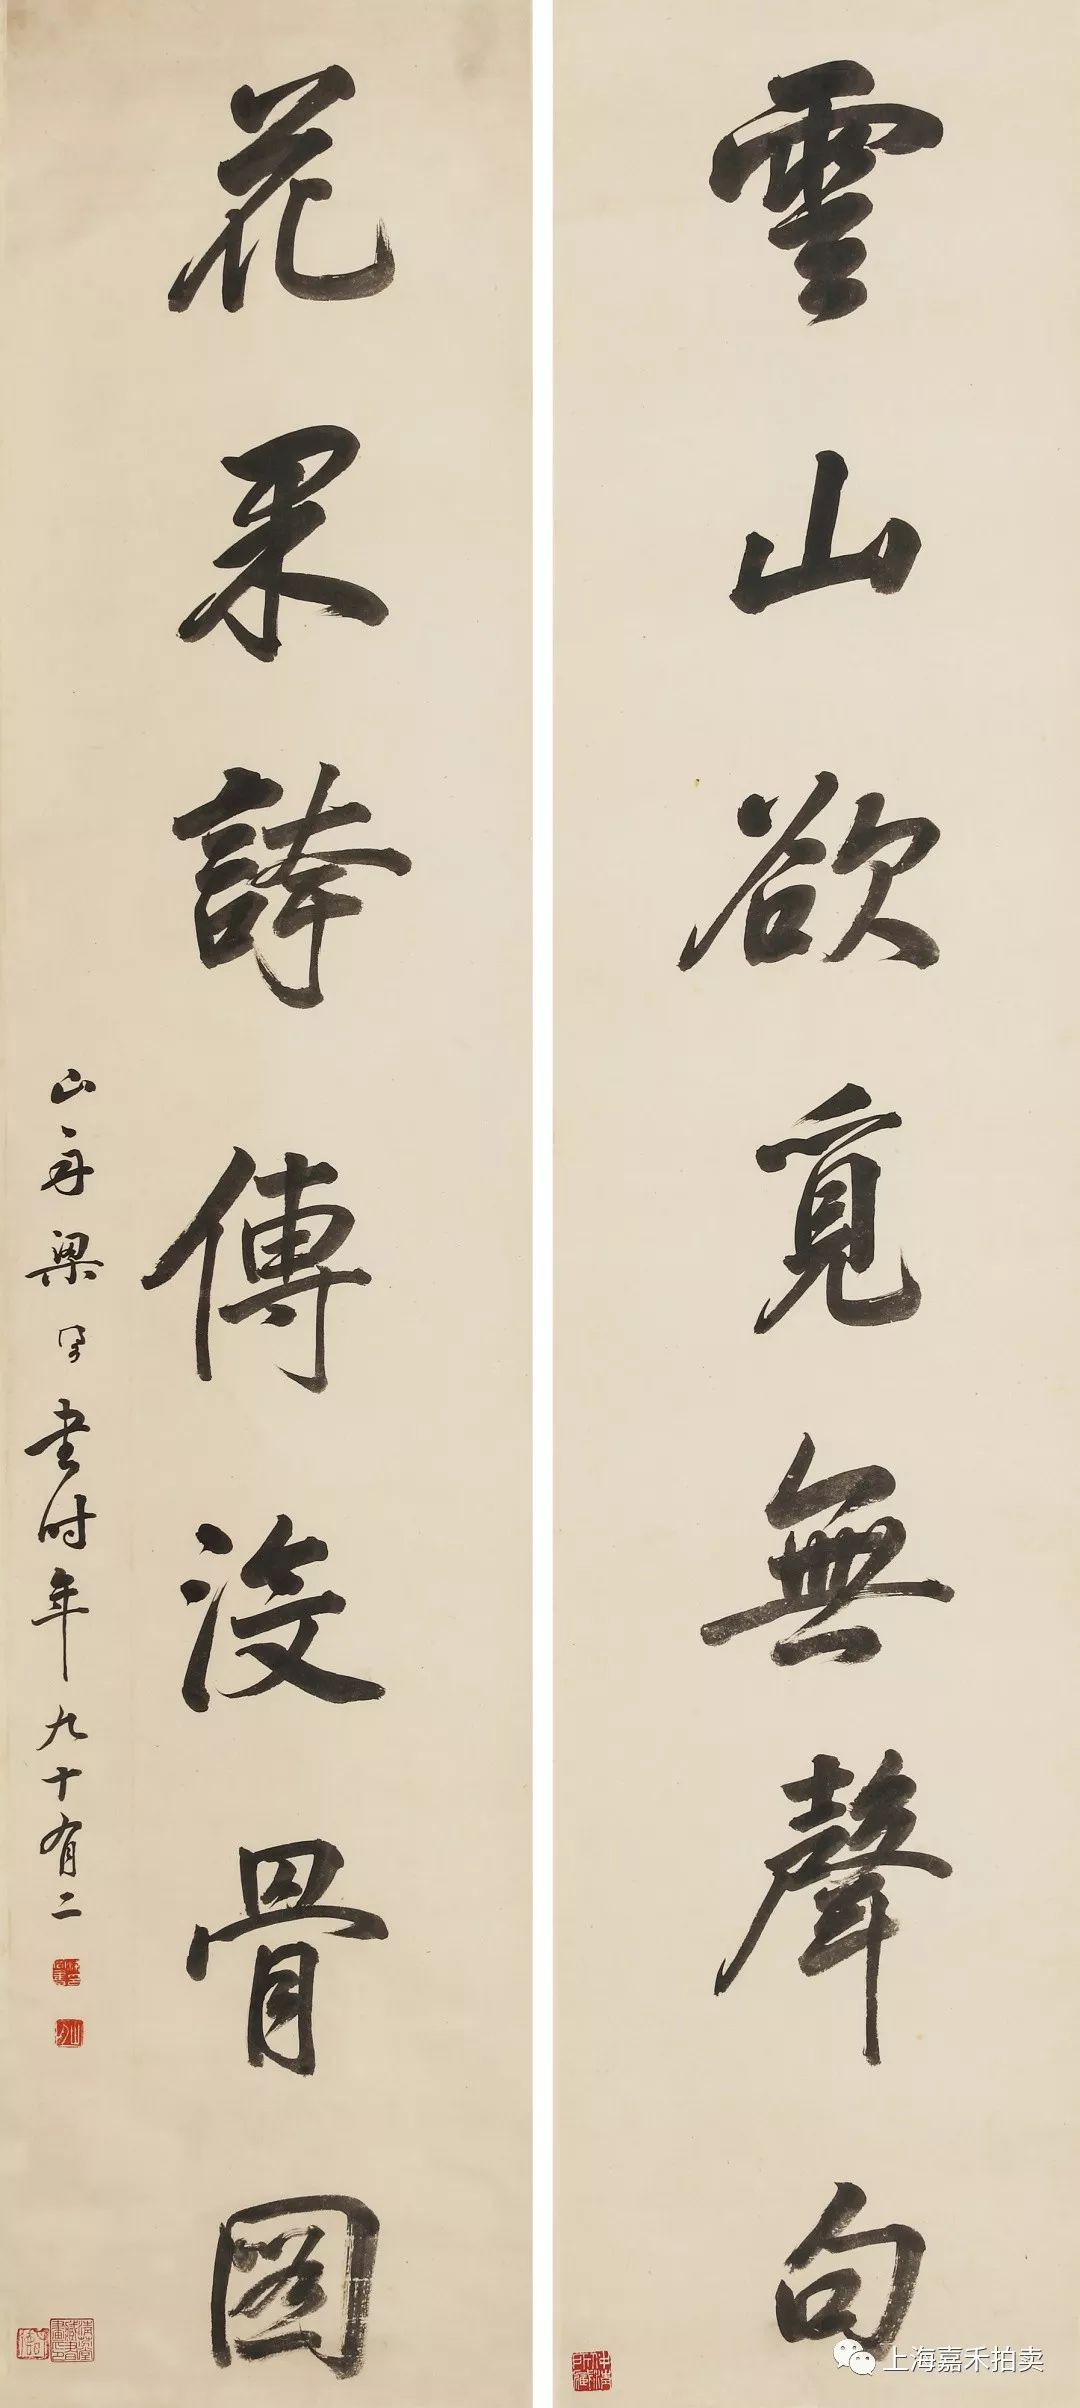 雲山欲覓無聲句
花果誇傳沒骨圖
山舟梁同書時年九十有二
上海嘉禾拍卖